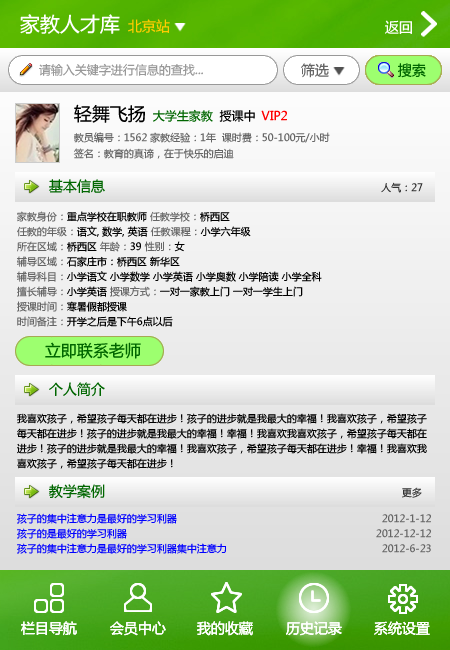 家教人才库 北京站 返回
请输入关键字进行信息的查找... 筛选 搜索
轻舞飞扬 大学生家教 授课中 VIP2
教员编号：1562 家教经验：1年 课时费：50-100元/小时
签名：教育的真谛，在于快乐的启迪
基本信息 人气：27
家教身份：重点学校在职教师 任教学校：桥西区
任教的年级：语文, 数学, 英语 任教课程：小学六年级
所在区域：桥西区 年龄：39 性别：女
辅导区域：石家庄市：桥西区 新华区
辅导科目：小学语文 小学数学 小学英语 小学奥数 小学陪读 小学全科
擅长辅导：小学英语 授课方式：一对一家教上门 一对一学生上门
授课时间：寒暑假都授课
时间备注：开学之后是下午6点以后
立即联系老师
个人简介
我喜欢孩子，希望孩子每天都在进步！孩子的进步就是我最大的幸福！我喜欢孩子，希望孩子
每天都在进步！孩子的进步就是我最大的幸福！幸福！我喜欢我喜欢孩子，希望孩子每天都在进
步！孩子的进步就是我最大的幸福！我喜欢孩子，希望孩子每天都在进步！幸福！我喜欢我
喜欢孩子，希望孩子每天都在进步！
教学案例 更多
孩子的集中注意力是最好的学习利器 2012-1-12
孩子的是最好的学习利器 2012-12-12
孩子的集中注意力是最好的学习利器集中注意力 2012-6-23
栏目导航 会员中心 我的收藏 历史记录 系统设置